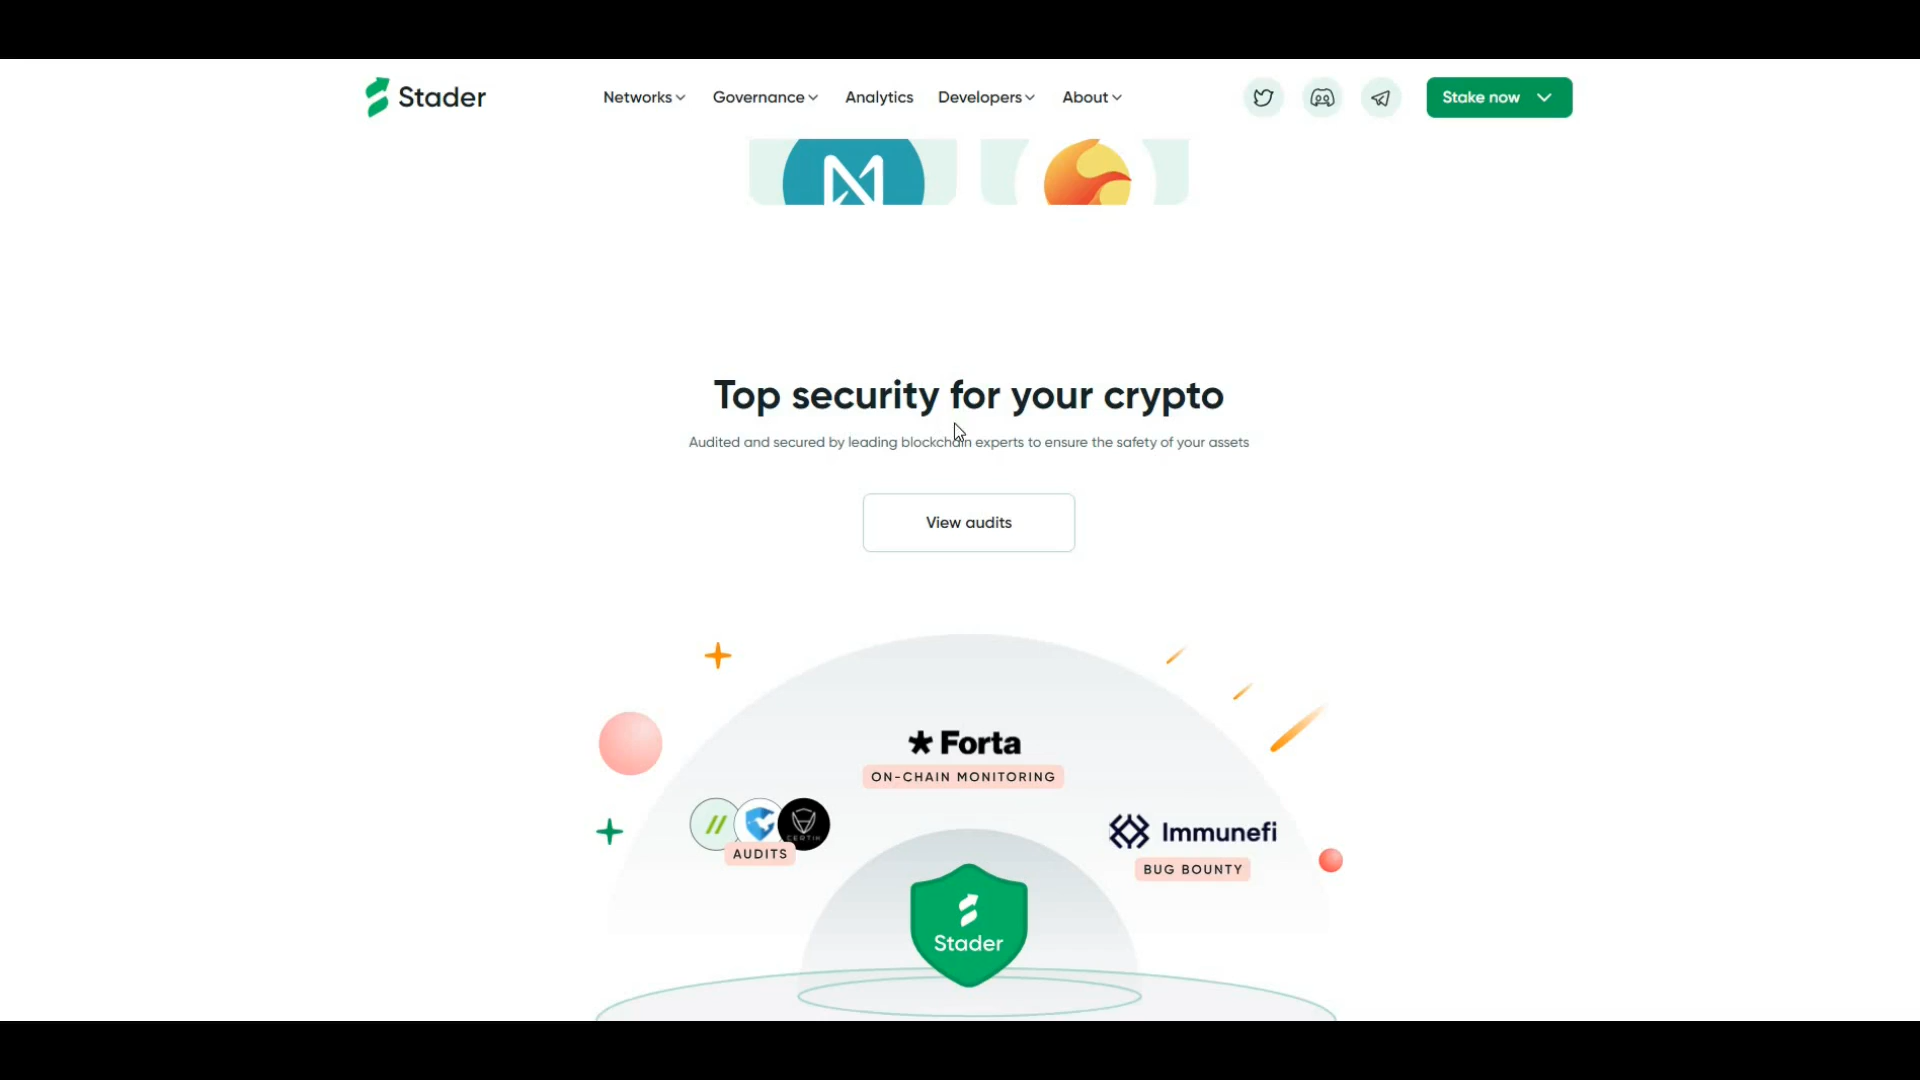 Stader
Networks Governance Analytics Developers About
Stake now
Top security for your crypto
Audited and secured by leading blockchain experts to ensure the safety of your assets
View audits
Forta
ON-CHAIN MONITORING
CERTIK
AUDITS
Immunefi
BUG BOUNTY
Stader